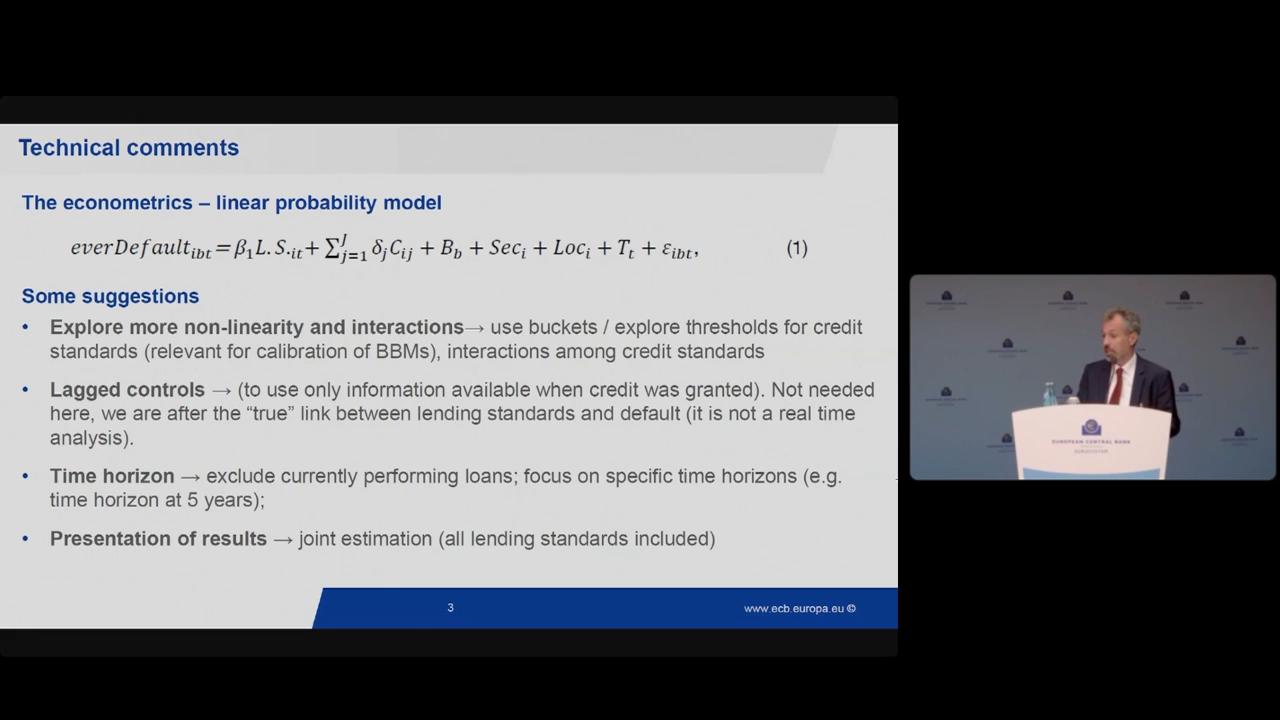 Technical comments
The econometrics – linear probability model
everDefault_ibt = β₁L.S._it + ∑_{j=1}^{J} δ_jC_ij + B_b + Sec_i + Loc_i + T_t + ε_ibt, (1)
Some suggestions
• Explore more non-linearity and interactions→ use buckets / explore thresholds for credit
standards (relevant for calibration of BBMs), interactions among credit standards
• Lagged controls → (to use only information available when credit was granted). Not needed
here, we are after the “true” link between lending standards and default (it is not a real time
analysis).
• Time horizon → exclude currently performing loans; focus on specific time horizons (e.g.
time horizon at 5 years);
• Presentation of results → joint estimation (all lending standards included)
3
www.ecb.europa.eu ©
EUROPEAN CENTRAL BANK
EUROSYSTEM